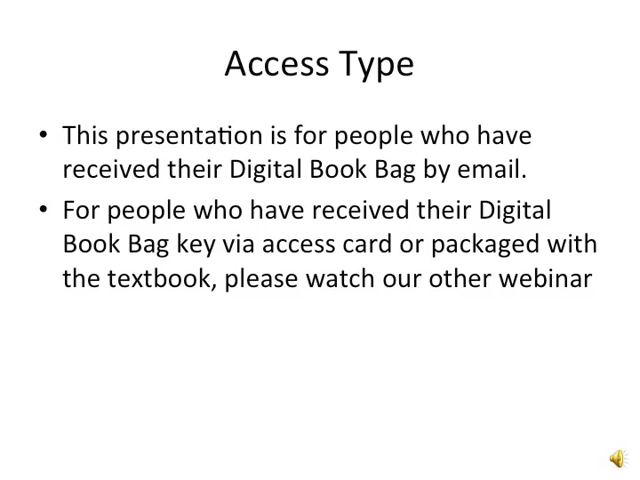 Access Type
• This presentation is for people who have
received their Digital Book Bag by email.
• For people who have received their Digital
Book Bag key via access card or packaged with
the textbook, please watch our other webinar